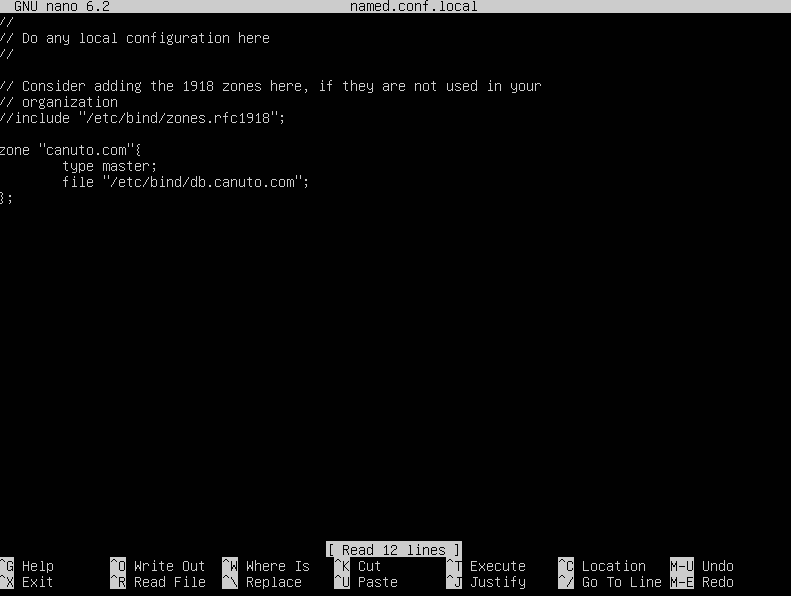 GNU nano 6.2 named.conf.local
//
// Do any local configuration here
//
// Consider adding the 1918 zones here, if they are not used in your
// organization
//include "/etc/bind/zones.rfc1918";
zone "canuto.com"{
type master;
file "/etc/bind/db.canuto.com";
};
[ Read 12 lines ]
^G Help ^O Write Out ^W Where Is ^K Cut ^T Execute ^C Location M-U Undo
^X Exit ^R Read File ^\ Replace ^U Paste ^J Justify ^/ Go To Line M-E Redo